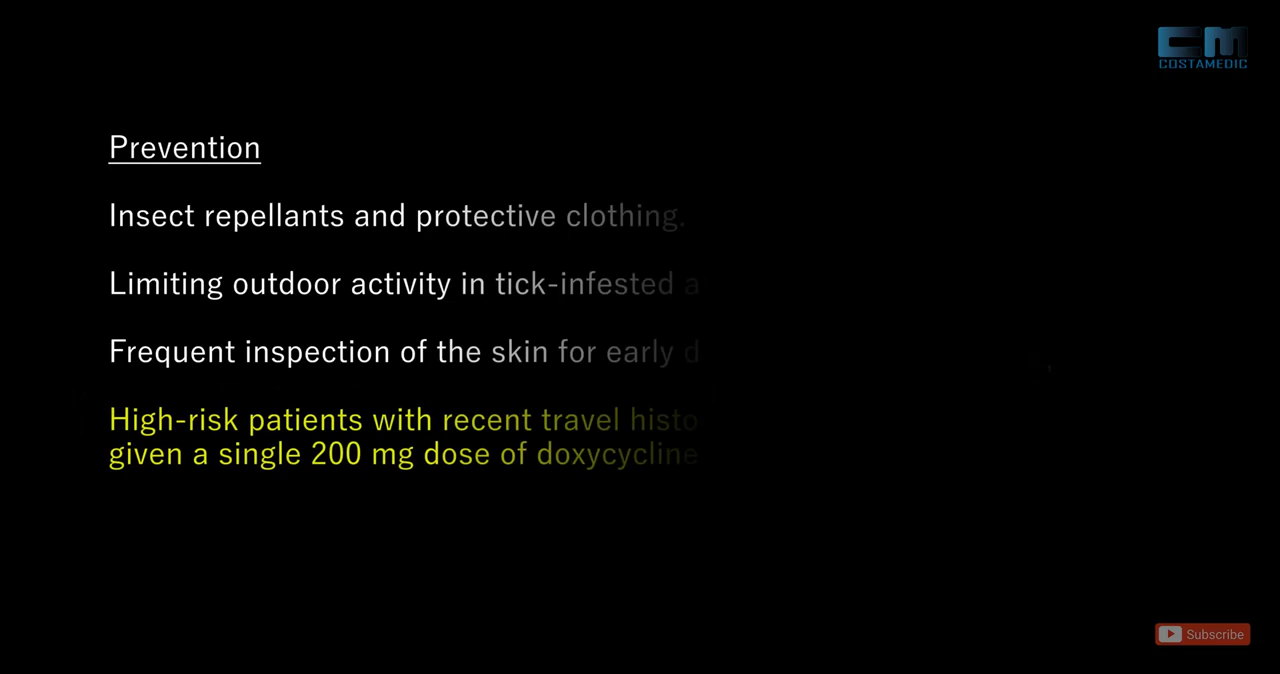 CM
COSTAMEDIC
Prevention
Insect repellants and protective clothing.
Limiting outdoor activity in tick-infested
Frequent inspection of the skin for early
High-risk patients with recent travel
given a single 200 mg dose of doxycycline
Subscribe